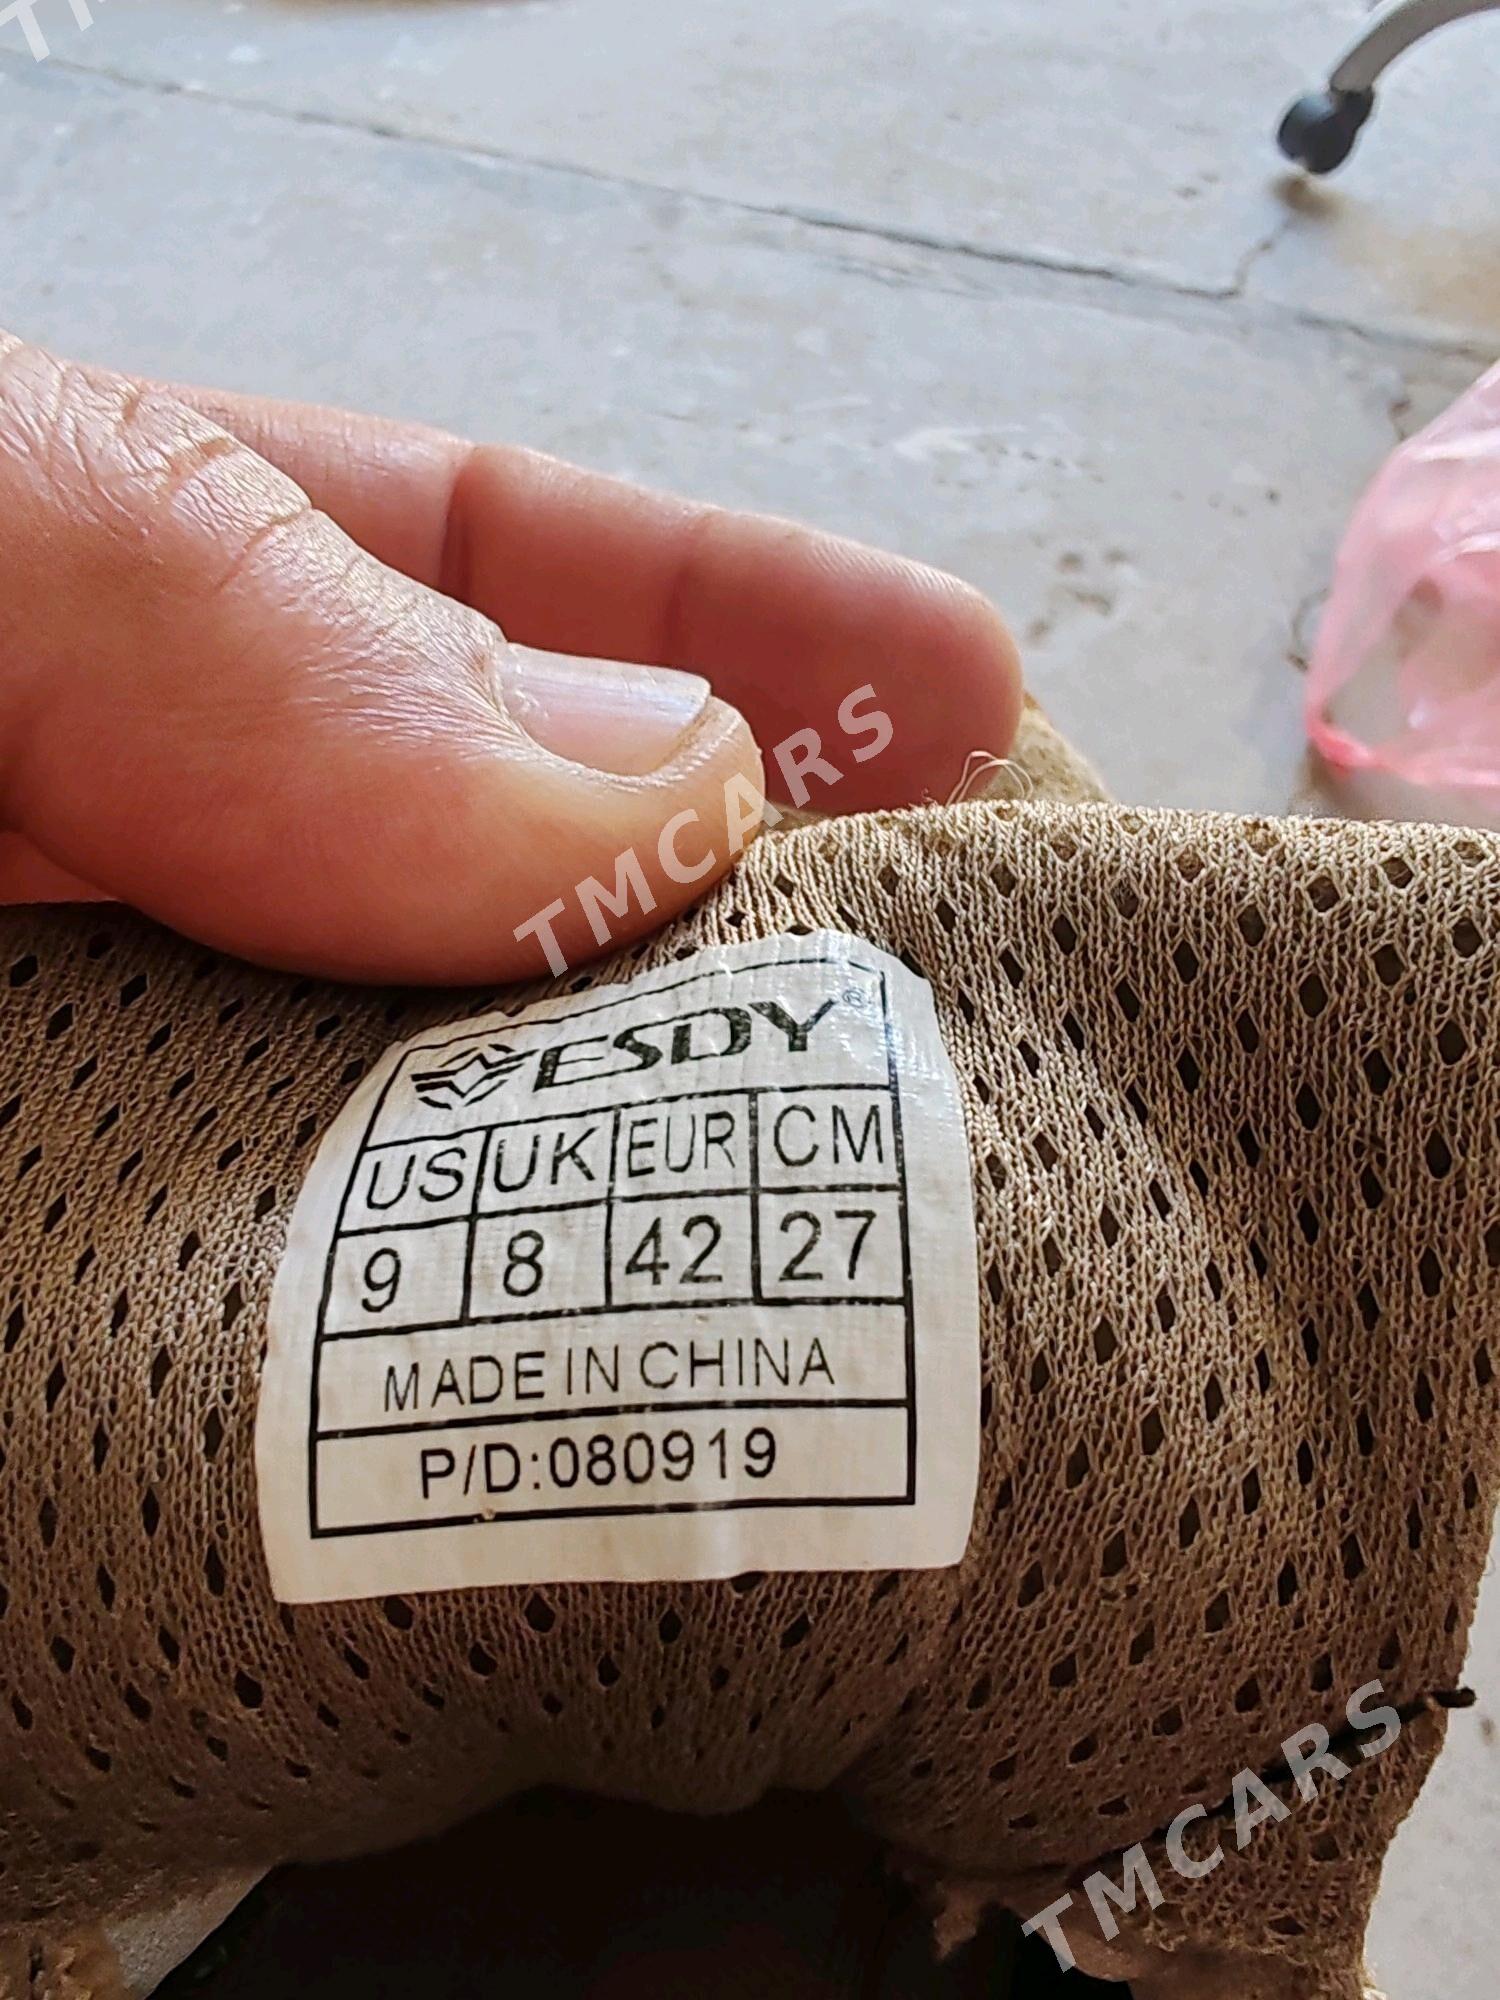 TMCARS
ESDY®
US UK EUR CM
9 8 42 27
MADE IN CHINA
P/D:080919
TMCARS